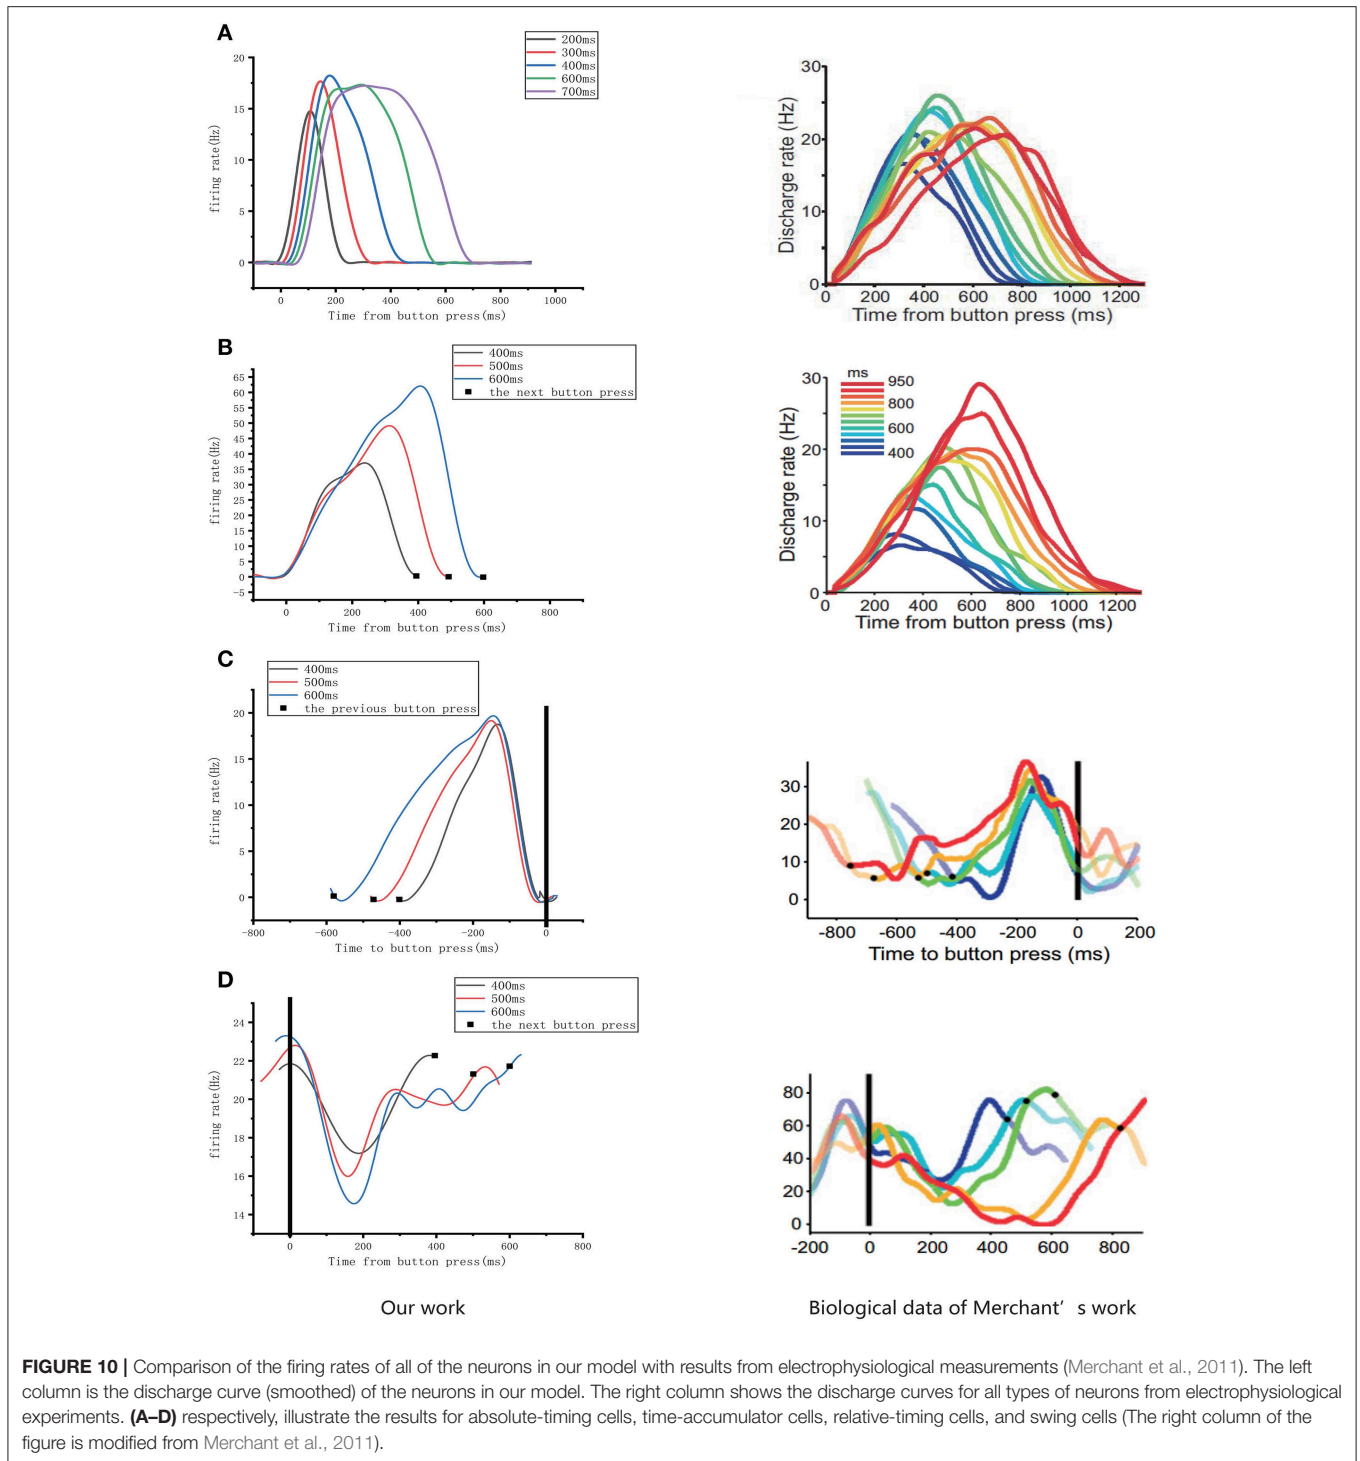 A
200ms
300ms
400ms
600ms
700ms
20
15
10
5
0
firing rate(Hz)
0 200 400 600 800 1000
Time from button press(ms)
30
20
10
0
Discharge rate (Hz)
0 200 400 600 800 1000 1200
Time from button press (ms)
B
400ms
500ms
600ms
the next button press
65
60
55
50
45
40
35
30
25
20
15
10
5
0
-5
firing rate(Hz)
0 200 400 600 800
Time from button press(ms)
ms
950
800
600
400
30
20
10
0
Discharge rate (Hz)
0 200 400 600 800 1000 1200
Time from button press (ms)
C
400ms
500ms
600ms
the previous button press
20
15
10
5
0
firing rate(Hz)
-800 -600 -400 -200 0
Time to button press(ms)
30
20
10
0
-800 -600 -400 -200 0 200
Time to button press (ms)
D
400ms
500ms
600ms
the next button press
24
22
20
18
16
14
firing rate(Hz)
0 200 400 600 800
Time from button press(ms)
80
60
40
20
0
-200 0 200 400 600 800
Our work
Biological data of Merchant's work
FIGURE 10 | Comparison of the firing rates of all of the neurons in our model with results from electrophysiological measurements (Merchant et al., 2011). The left
column is the discharge curve (smoothed) of the neurons in our model. The right column shows the discharge curves for all types of neurons from electrophysiological
experiments. (A–D) respectively, illustrate the results for absolute-timing cells, time-accumulator cells, relative-timing cells, and swing cells (The right column of the
figure is modified from Merchant et al., 2011).